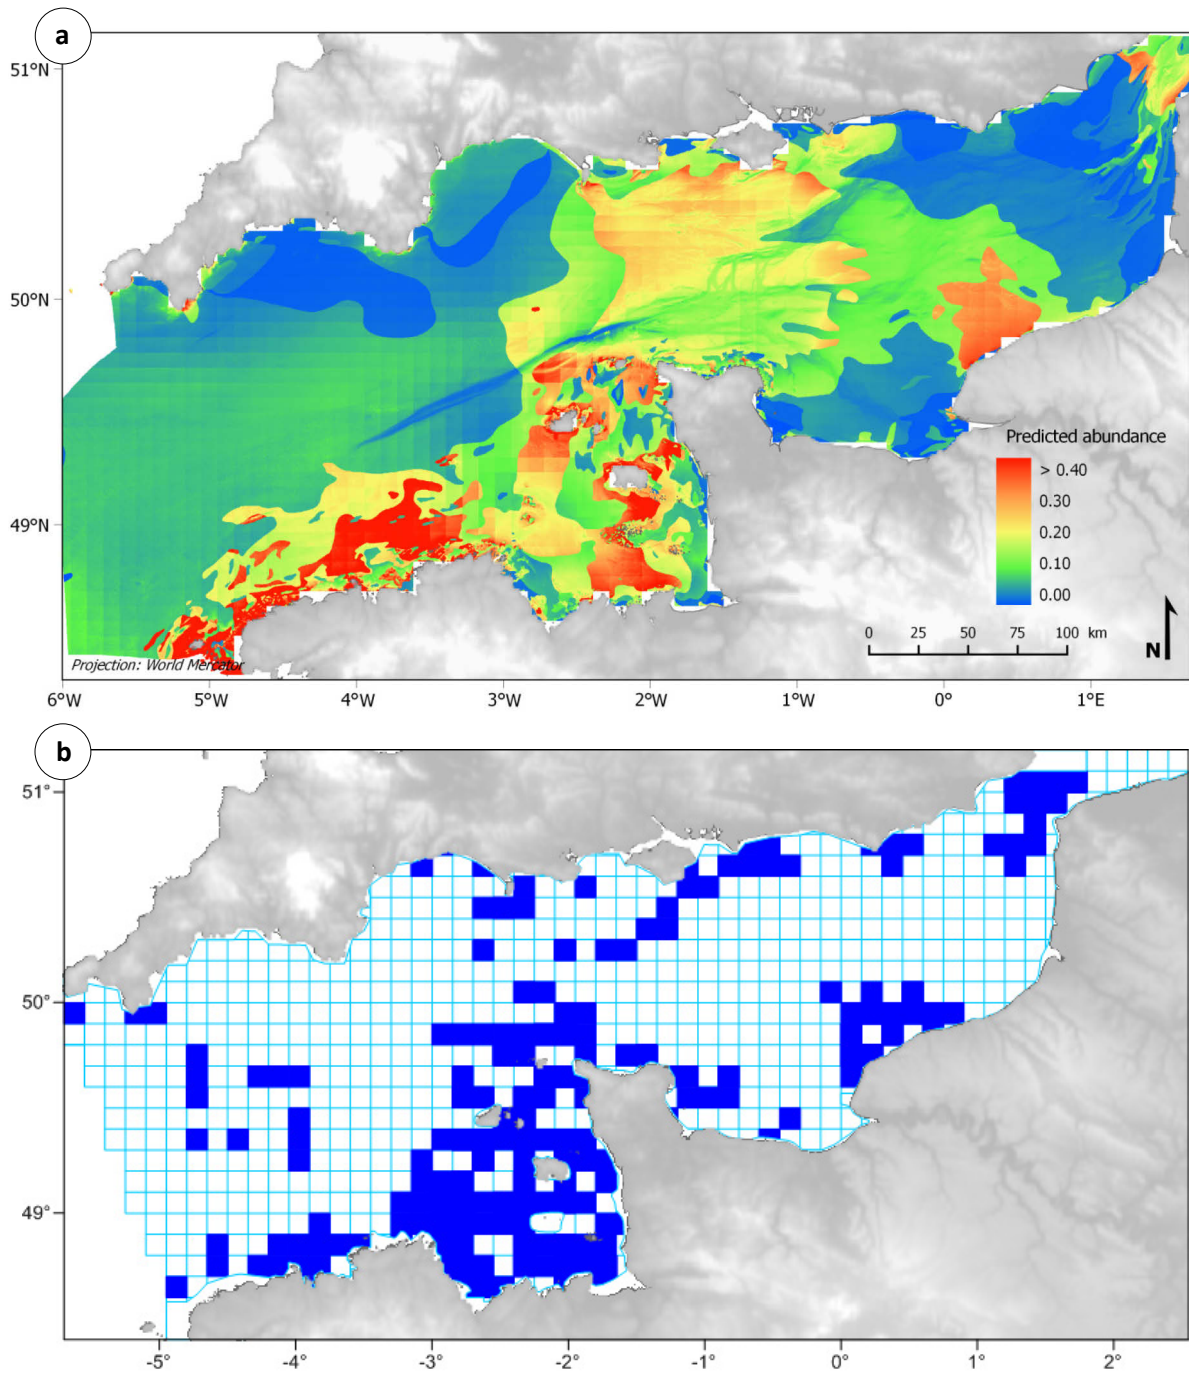 a
51°N
50°N
49°N
Predicted abundance
> 0.40
0.30
0.20
0.10
0.00
0 25 50 75 100 km
N
Projection: World Mercator
6°W 5°W 4°W 3°W 2°W 1°W 0° 1°E
b
51°
50°
49°
-5° -4° -3° -2° -1° 0° 1° 2°